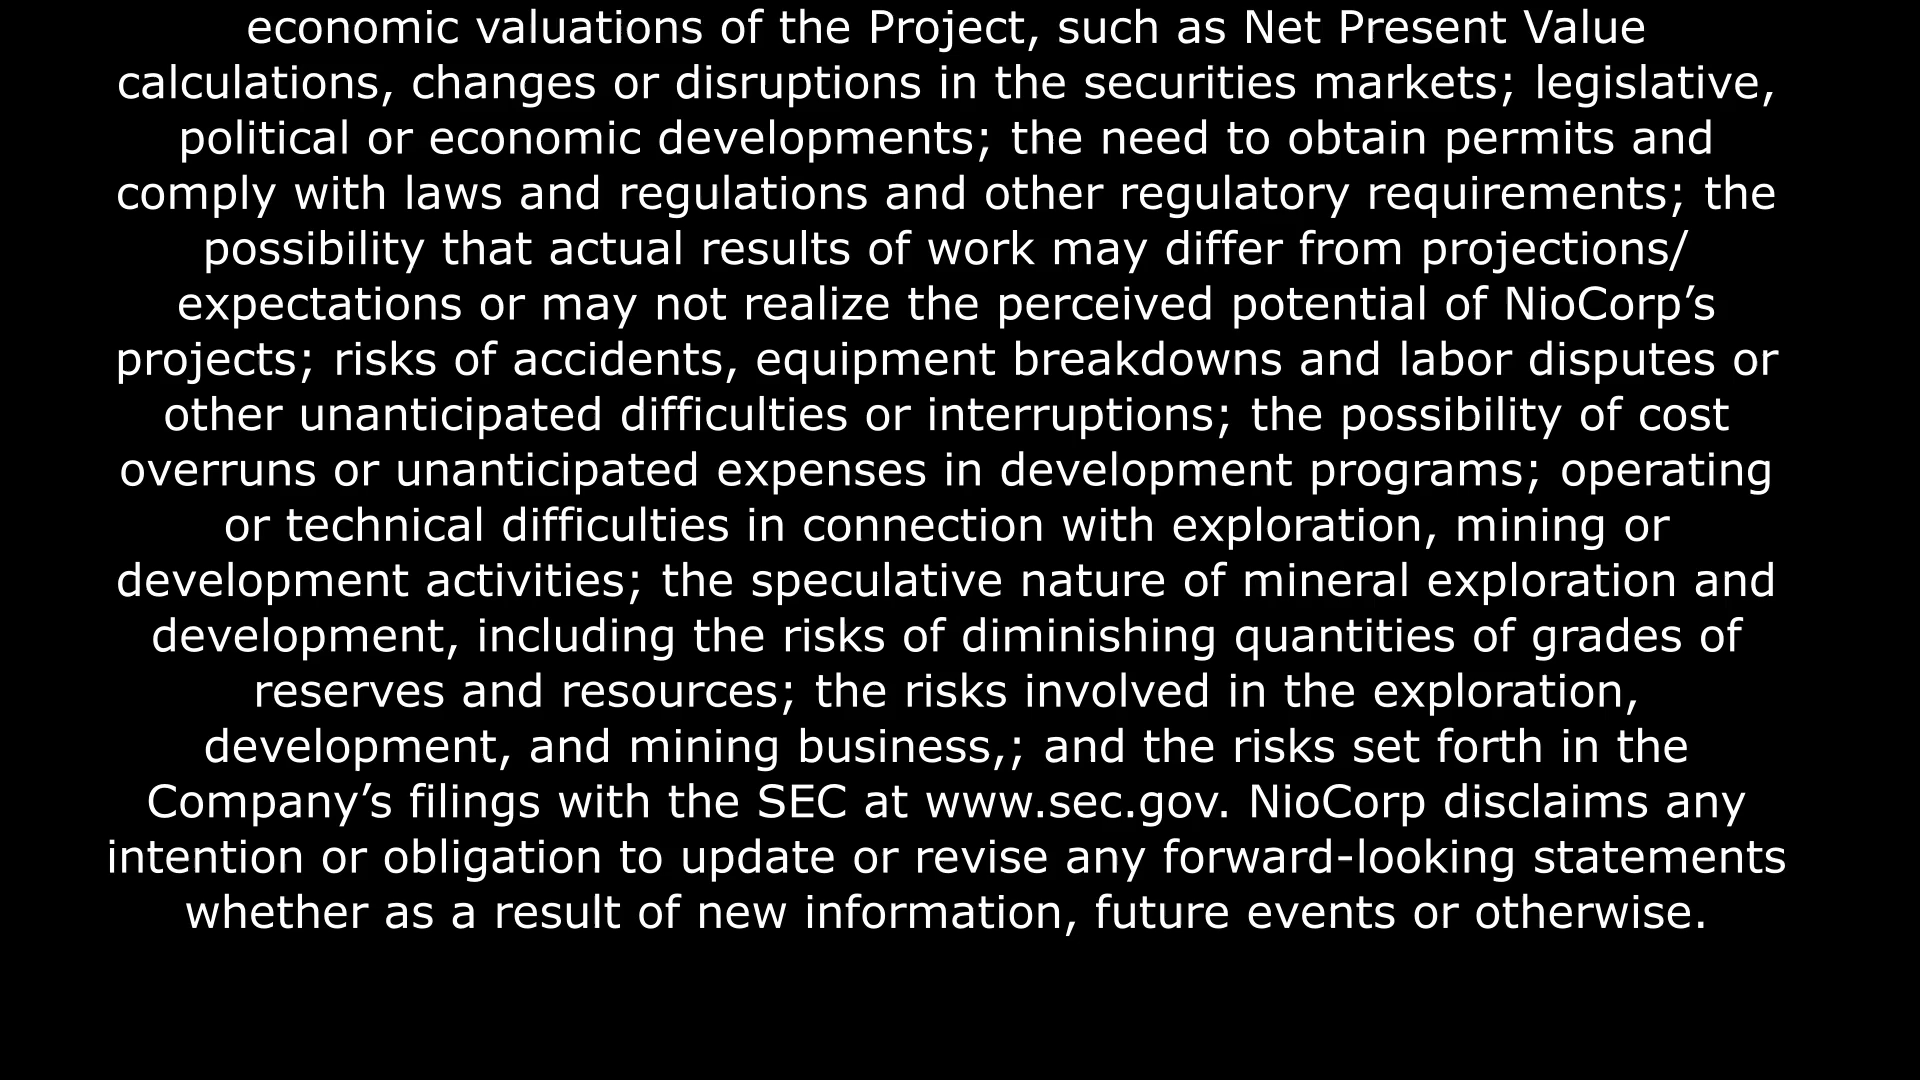 economic valuations of the Project, such as Net Present Value
calculations, changes or disruptions in the securities markets; legislative,
political or economic developments; the need to obtain permits and
comply with laws and regulations and other regulatory requirements; the
possibility that actual results of work may differ from projections/
expectations or may not realize the perceived potential of NioCorp’s
projects; risks of accidents, equipment breakdowns and labor disputes or
other unanticipated difficulties or interruptions; the possibility of cost
overruns or unanticipated expenses in development programs; operating
or technical difficulties in connection with exploration, mining or
development activities; the speculative nature of mineral exploration and
development, including the risks of diminishing quantities of grades of
reserves and resources; the risks involved in the exploration,
development, and mining business,; and the risks set forth in the
Company’s filings with the SEC at www.sec.gov. NioCorp disclaims any
intention or obligation to update or revise any forward-looking statements
whether as a result of new information, future events or otherwise.